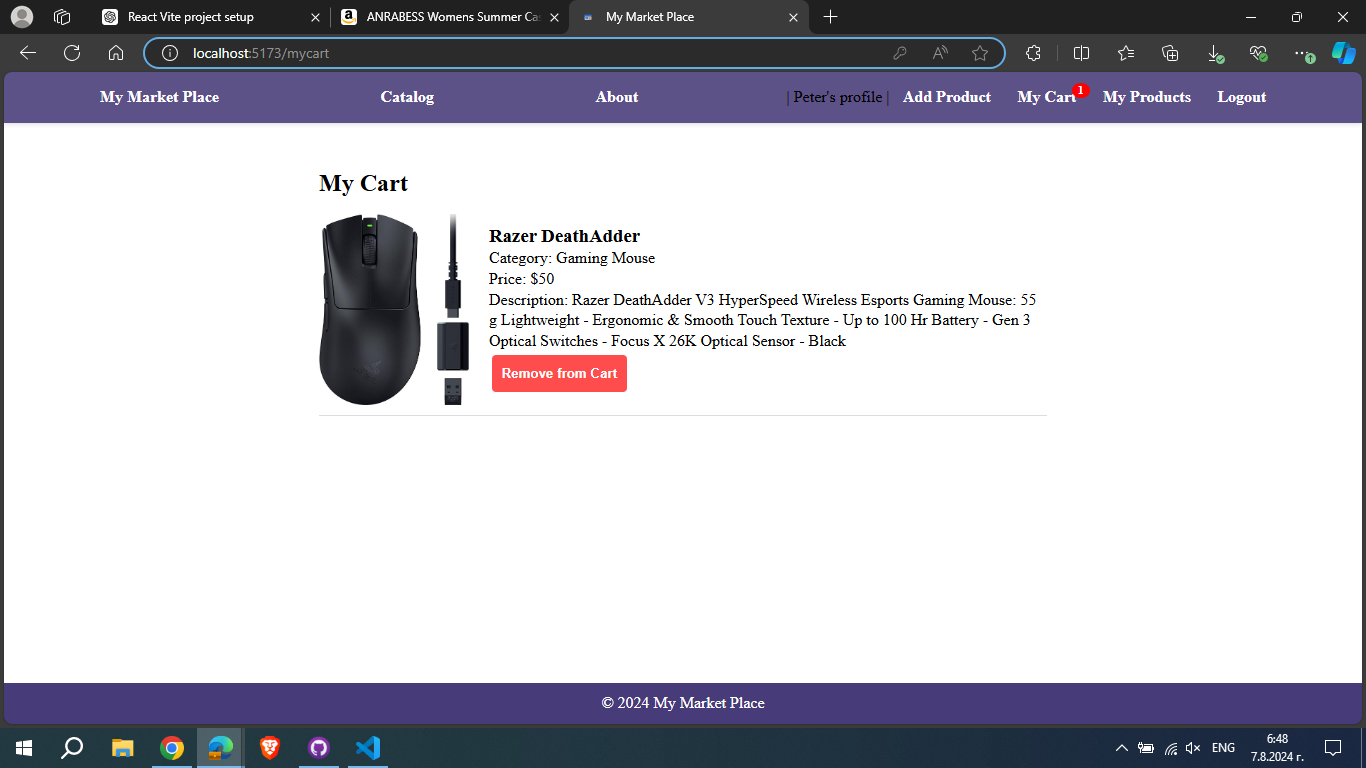 React Vite project setup
ANRABESS Womens Summer Cas
My Market Place
localhost:5173/mycart
My Market Place
Catalog
About
| Peter's profile |
Add Product
My Cart
1
My Products
Logout
My Cart
Razer DeathAdder
Category: Gaming Mouse
Price: $50
Description: Razer DeathAdder V3 HyperSpeed Wireless Esports Gaming Mouse: 55
g Lightweight - Ergonomic & Smooth Touch Texture - Up to 100 Hr Battery - Gen 3
Optical Switches - Focus X 26K Optical Sensor - Black
Remove from Cart
© 2024 My Market Place
ENG
6:48
7.8.2024 г.